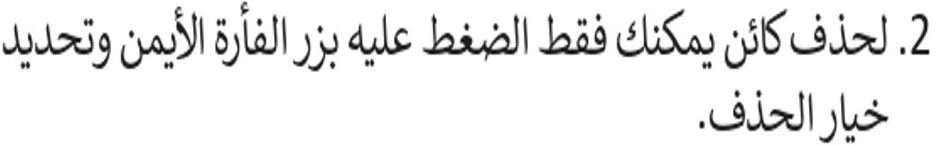 2. لحذف كائن يمكنك فقط الضغط عليه بزر الفأرة الأيمن وتحديد
خيار الحذف.